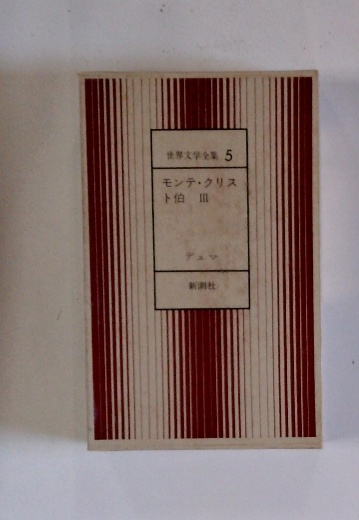 世界文学全集 5
モンテ・クリス
ト伯 III
デュマ
新潮社